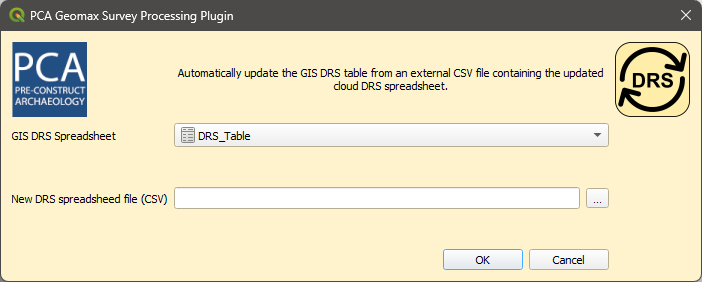 PCA Geomax Survey Processing Plugin
PCA
PRE-CONSTRUCT
ARCHAEOLOGY
Automatically update the GIS DRS table from an external CSV file containing the updated
cloud DRS spreadsheet.
DRS
GIS DRS Spreadsheet
DRS_Table
New DRS spreadsheed file (CSV)
...
OK
Cancel